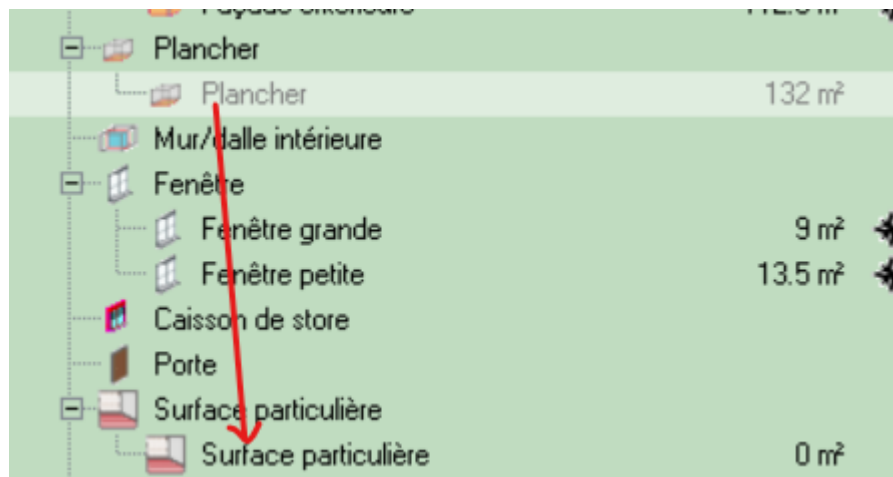 Plancher
Plancher 132 m²
Mur/dalle intérieure
Fenêtre
Fenêtre grande 9 m²
Fenêtre petite 13.5 m²
Caisson de store
Porte
Surface particulière
Surface particulière 0 m²